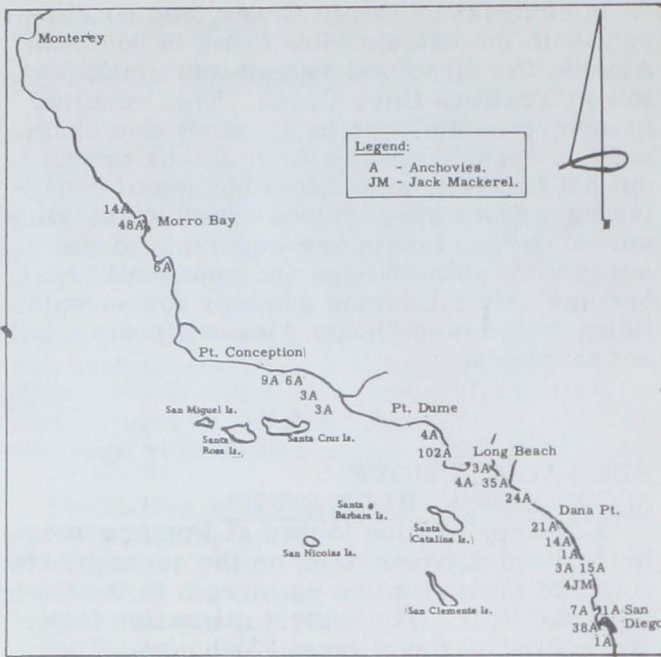 Monterey
Legend:
A - Anchovies.
JM - Jack Mackerel.
14A
48A
Morro Bay
6A
Pt. Conception
9A 6A
3A
3A
San Miguel Is.
Santa
Rosa Is.
Santa Cruz Is.
Pt. Dume
4A
102A
Long Beach
3A
4A 35A
24A
Santa
Barbara Is.
Santa
Catalina Is.
San Nicolas Is.
San Clemente Is.
Dana Pt.
21A
14A
1A
3A 15A
4JM
7A 21A San
38A Diego
1A